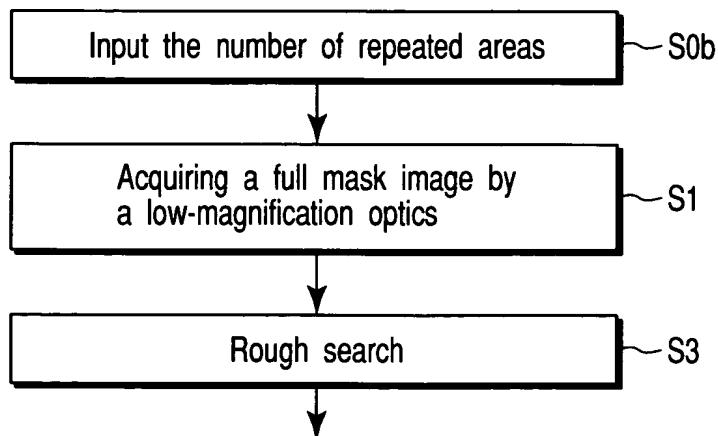 Input the number of repeated areas
S0b
Acquiring a full mask image by
a low-magnification optics
S1
Rough search
S3